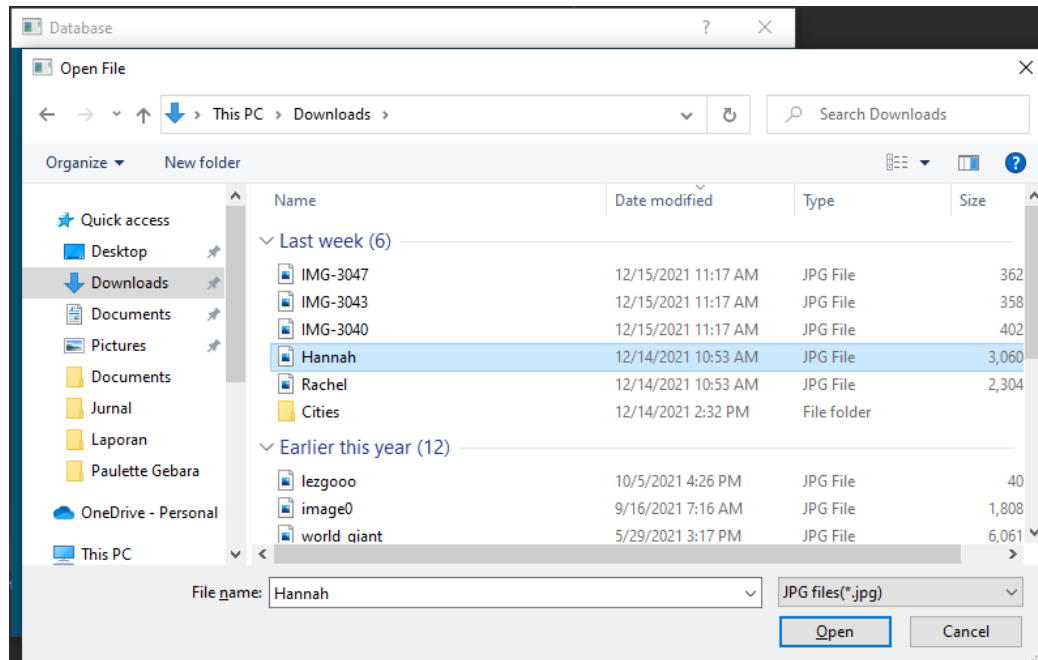 Database ?
Open File
This PC > Downloads > Search Downloads
Organize New folder ?
Name Date modified Type Size
Quick access
Desktop
Downloads
Documents
Pictures
Documents
Jurnal
Laporan
Paulette Gebara
OneDrive - Personal
This PC
Last week (6)
IMG-3047 12/15/2021 11:17 AM JPG File 362
IMG-3043 12/15/2021 11:17 AM JPG File 358
IMG-3040 12/15/2021 11:17 AM JPG File 402
Hannah 12/14/2021 10:53 AM JPG File 3,060
Rachel 12/14/2021 10:53 AM JPG File 2,304
Cities 12/14/2021 2:32 PM File folder
Earlier this year (12)
lezgooo 10/5/2021 4:26 PM JPG File 40
image0 9/16/2021 7:16 AM JPG File 1,808
world giant 5/29/2021 3:17 PM JPG File 6,061
File name: Hannah JPG files(*.jpg)
Open Cancel